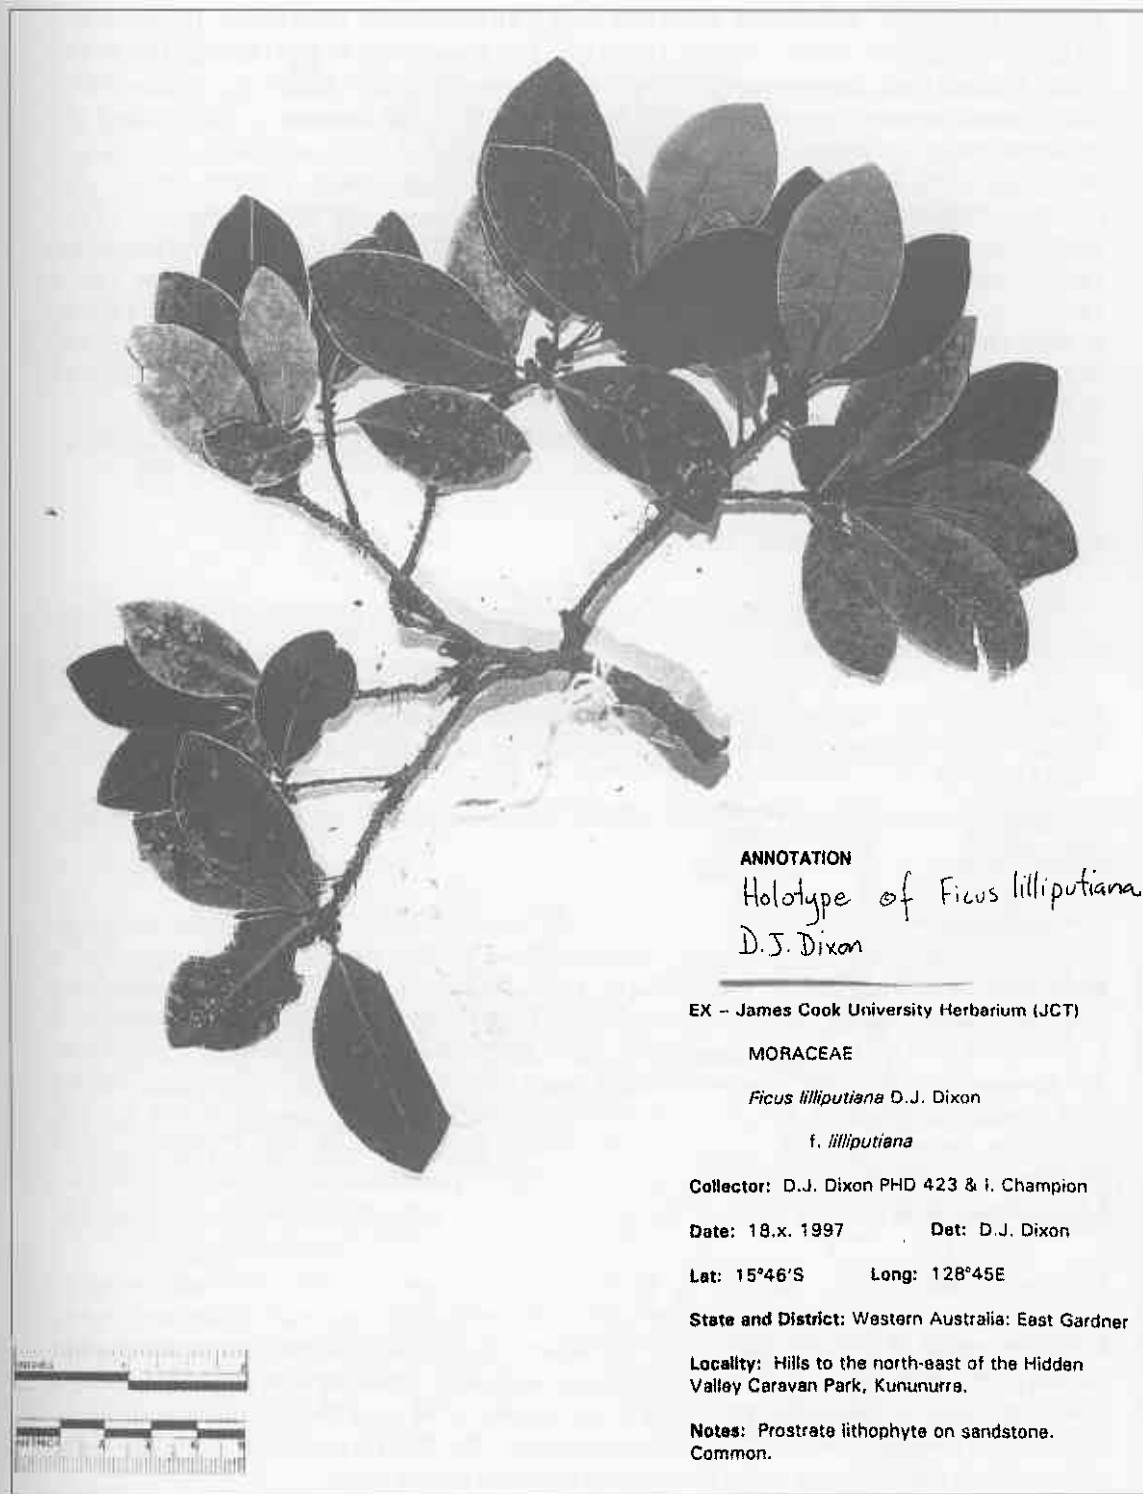 ANNOTATION
Holotype of Ficus lilliputiana
D.J. Dixon
EX – James Cook University Herbarium (JCT)
MORACEAE
Ficus lilliputiana D.J. Dixon
f. lilliputiana
Collector: D.J. Dixon PHD 423 & I. Champion
Date: 18.x. 1997 Det: D.J. Dixon
Lat: 15°46'S Long: 128°45E
State and District: Western Australia: East Gardner
Locality: Hills to the north-east of the Hidden
Valley Caravan Park, Kununurra.
Notes: Prostrate lithophyte on sandstone.
Common.